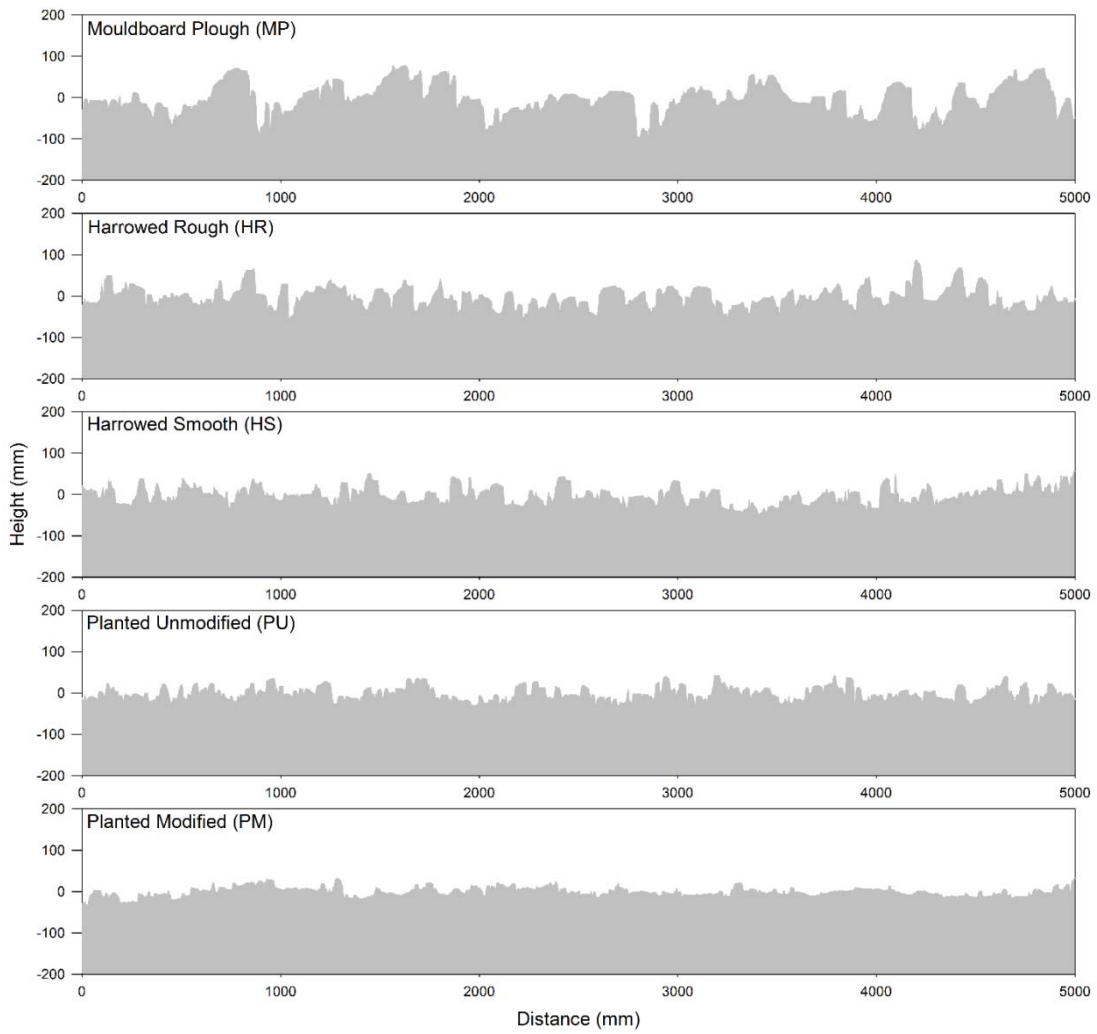 200
Mouldboard Plough (MP)
100
0
-100
-200
0 1000 2000 3000 4000 5000
200
Harrowed Rough (HR)
100
0
-100
-200
0 1000 2000 3000 4000 5000
200
Harrowed Smooth (HS)
100
0
-100
-200
0 1000 2000 3000 4000 5000
Height (mm)
200
Planted Unmodified (PU)
100
0
-100
-200
0 1000 2000 3000 4000 5000
200
Planted Modified (PM)
100
0
-100
-200
0 1000 2000 3000 4000 5000
Distance (mm)